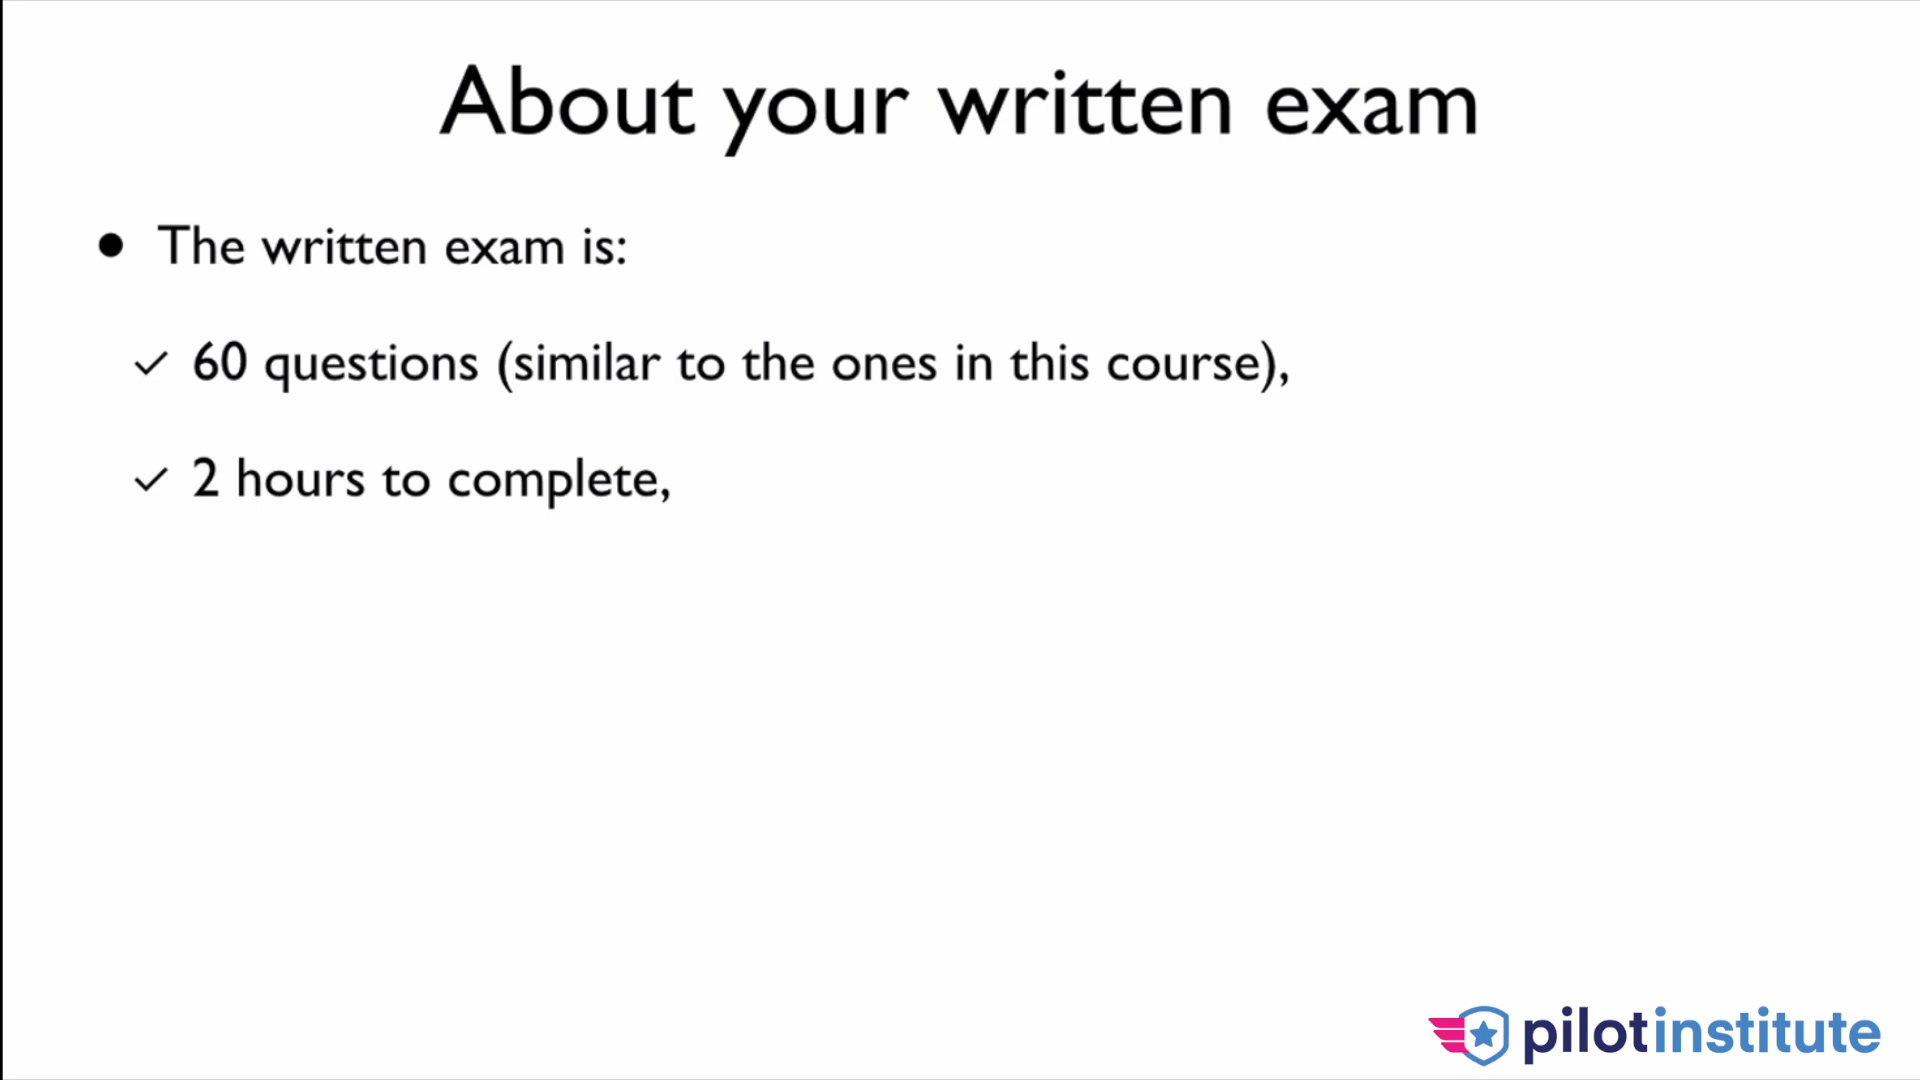 About your written exam
• The written exam is:
✓ 60 questions (similar to the ones in this course),
✓ 2 hours to complete,
pilotinstitute